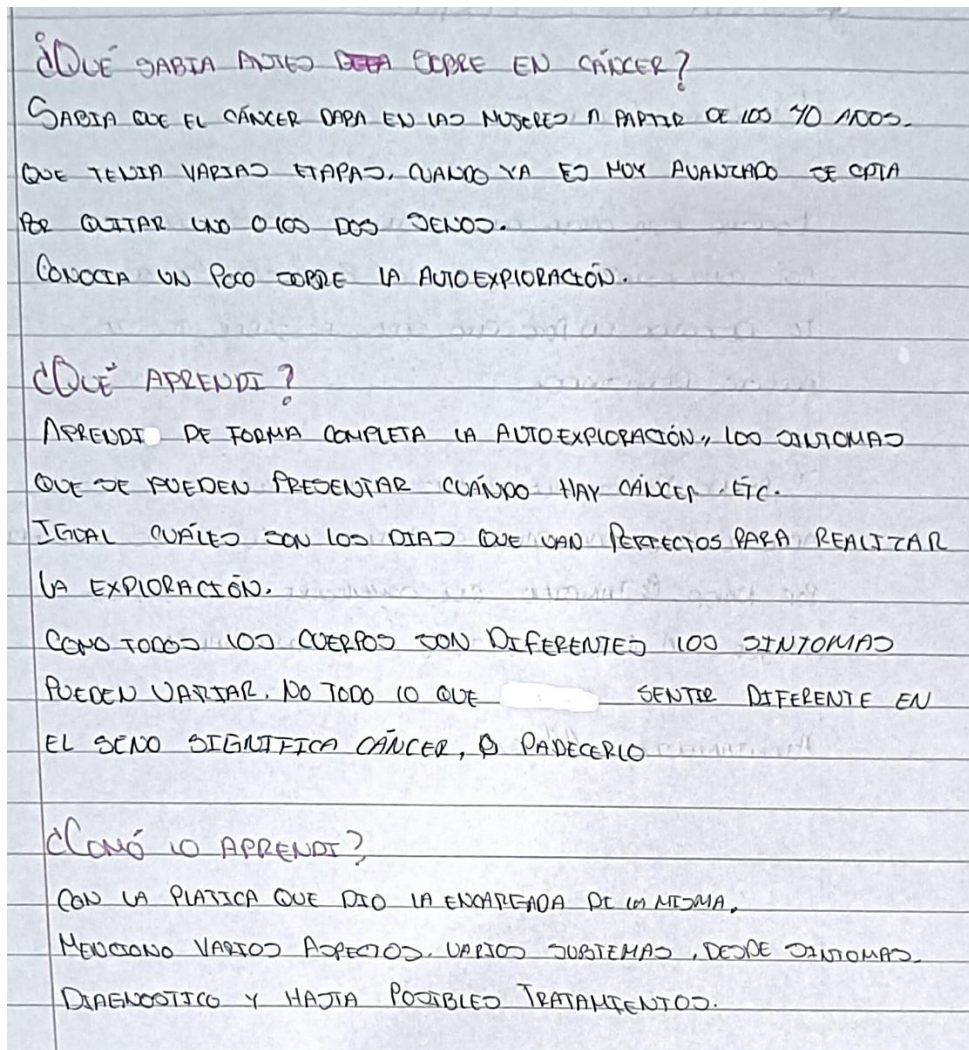 ¿QUÉ SABIA ANTES SOBRE EN CÁNCER?
SABIA QUE EL CÁNCER DABA EN LAS MUJERES A PARTIR DE LOS 40 AÑOS.
QUE TENIA VARIAS ETAPAS, CUANDO YA ES MUY AVANZADO SE OPTA
POR QUITAR UNO O LOS DOS SENOS.
CONOCIA UN POCO SOBRE LA AUTOEXPLORACIÓN.
¿QUÉ APRENDI?
APRENDI DE FORMA COMPLETA LA AUTOEXPLORACIÓN, LOS SINTOMAS
QUE SE PUEDEN PRESENTAR CUÁNDO HAY CÁNCER, ETC.
IGUAL CUÁLES SON LOS DIAS QUE VAN PERFECTOS PARA REALIZAR
LA EXPLORACIÓN.
COMO TODOS LOS CUERPOS SON DIFERENTES LOS SINTOMAS
PUEDEN VARIAR. NO TODO LO QUE SENTIR DIFERENTE EN
EL SENO SIGNIFICA CÁNCER, O PADECERLO
¿COMÓ LO APRENDI?
CON LA PLATICA QUE DIO LA ENCARGADA DE LA MISMA.
MENCIONO VARIOS ASPECTOS, VARIOS SUBTEMAS, DESDE SINTOMAS.
DIAGNOSTICO Y HASTA POSIBLES TRATAMIENTOS.